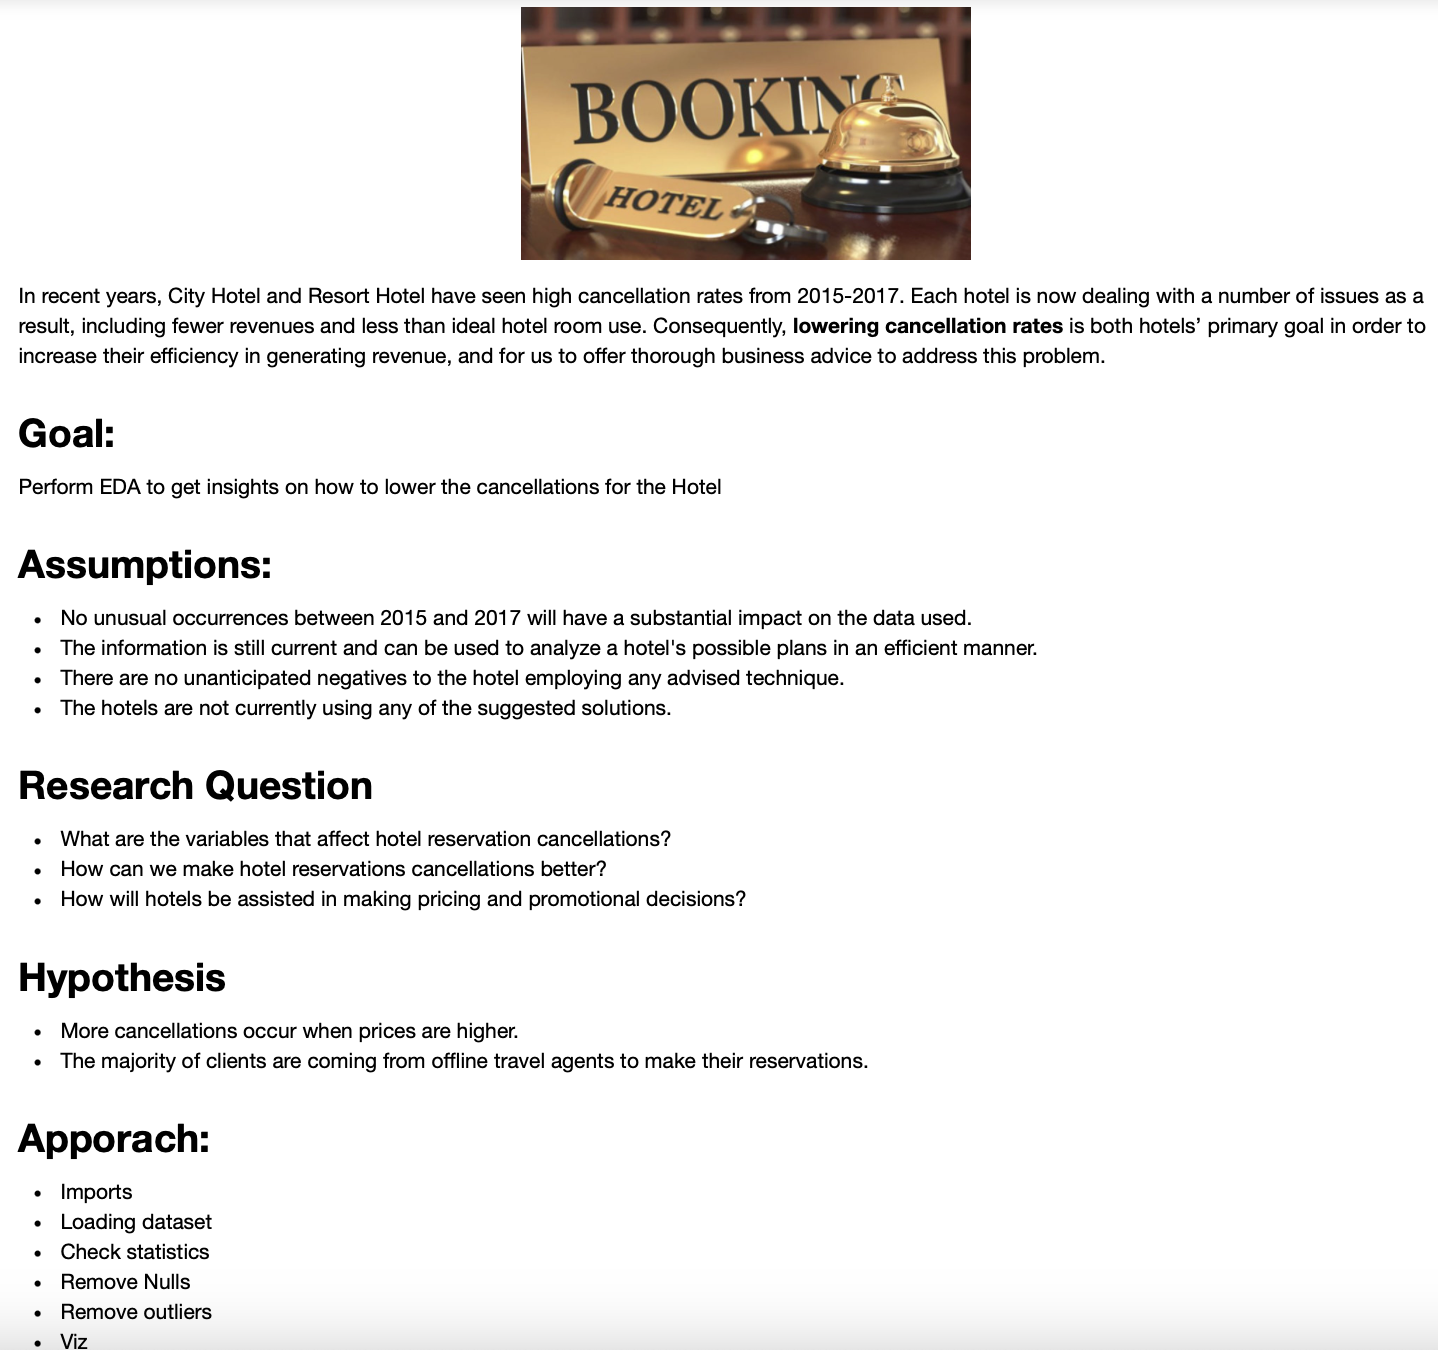 BOOKING
HOTEL
In recent years, City Hotel and Resort Hotel have seen high cancellation rates from 2015-2017. Each hotel is now dealing with a number of issues as a
result, including fewer revenues and less than ideal hotel room use. Consequently, lowering cancellation rates is both hotels’ primary goal in order to
increase their efficiency in generating revenue, and for us to offer thorough business advice to address this problem.
Goal:
Perform EDA to get insights on how to lower the cancellations for the Hotel
Assumptions:
• No unusual occurrences between 2015 and 2017 will have a substantial impact on the data used.
• The information is still current and can be used to analyze a hotel's possible plans in an efficient manner.
• There are no unanticipated negatives to the hotel employing any advised technique.
• The hotels are not currently using any of the suggested solutions.
Research Question
• What are the variables that affect hotel reservation cancellations?
• How can we make hotel reservations cancellations better?
• How will hotels be assisted in making pricing and promotional decisions?
Hypothesis
• More cancellations occur when prices are higher.
• The majority of clients are coming from offline travel agents to make their reservations.
Apporach:
• Imports
• Loading dataset
• Check statistics
• Remove Nulls
• Remove outliers
• Viz